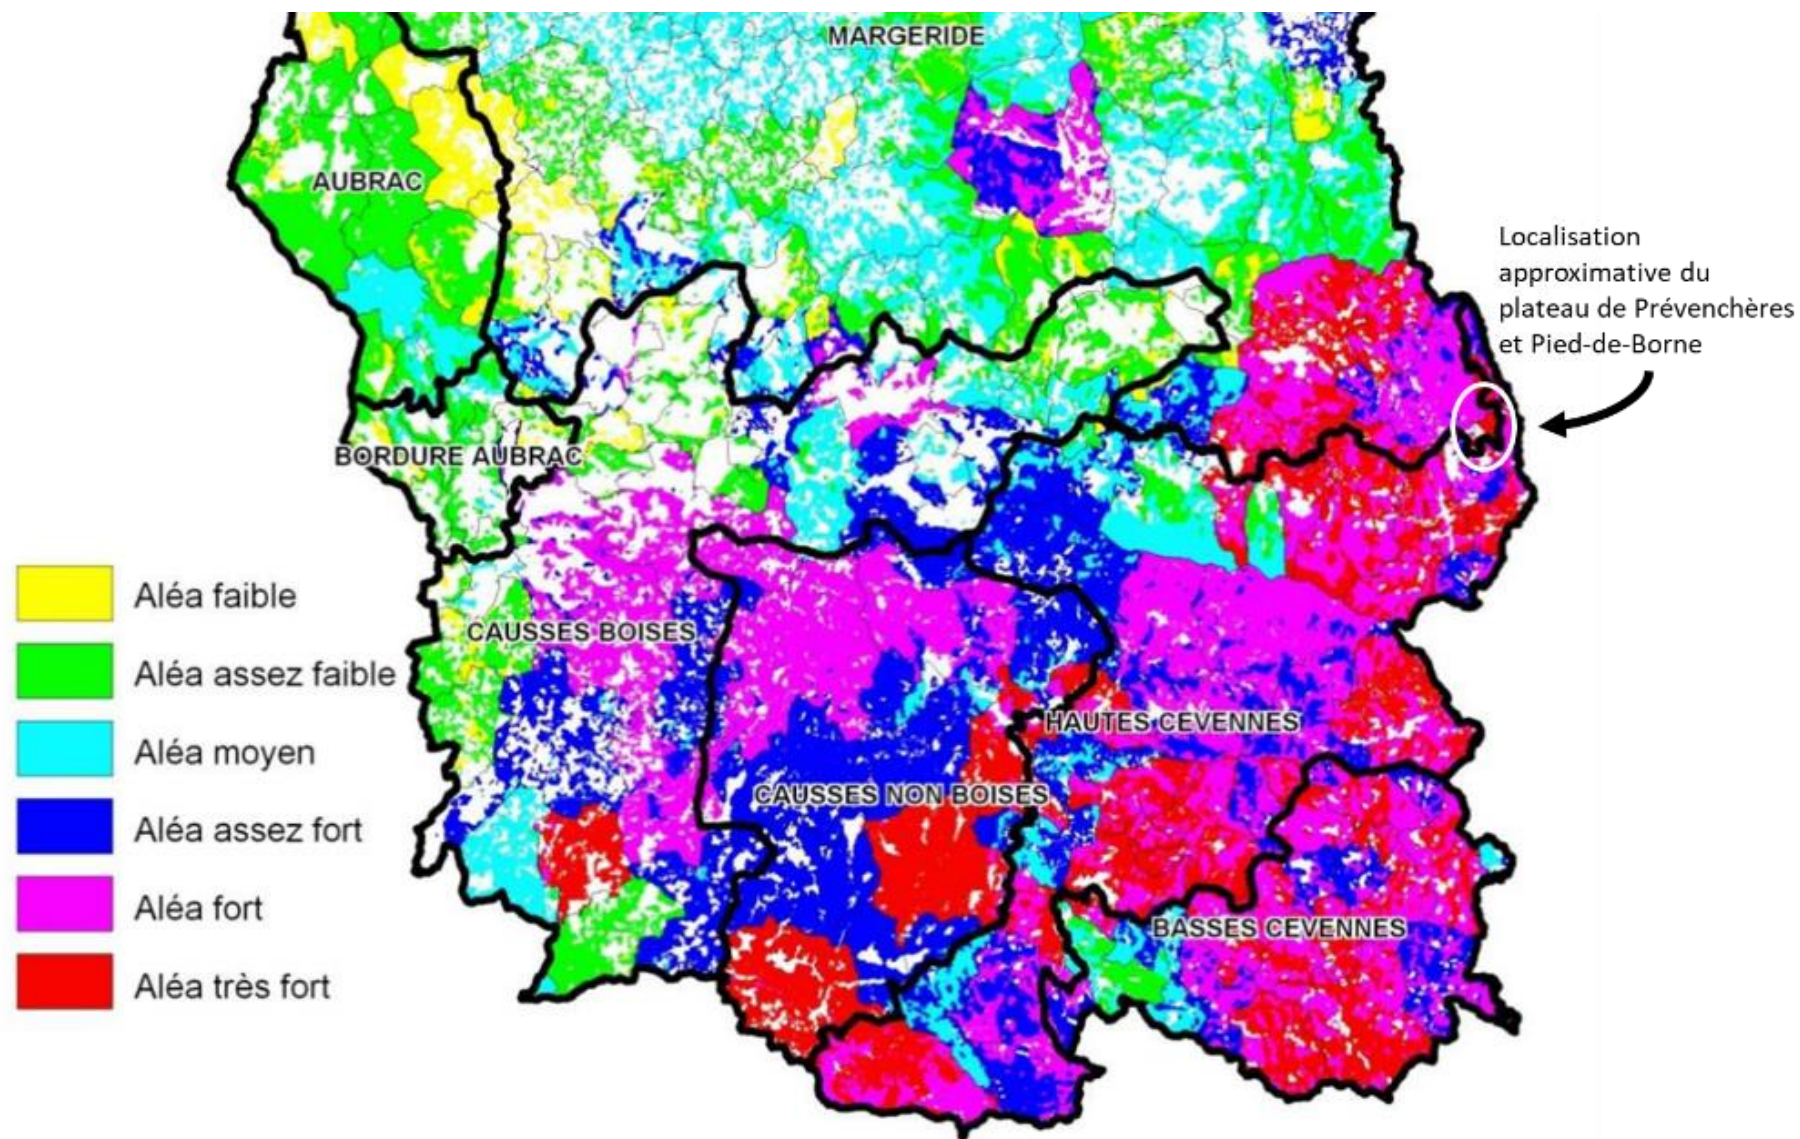 MARGERIDE
AUBRAC
Localisation
approximative du
plateau de Prévenchères
et Pied-de-Borne
BORDURE AUBRAC
Aléa faible
CAUSSES BOISES
Aléa assez faible
HAUTES CEVENNES
Aléa moyen
CAUSSES NON BOISES
Aléa assez fort
Aléa fort
BASSES CEVENNES
Aléa très fort